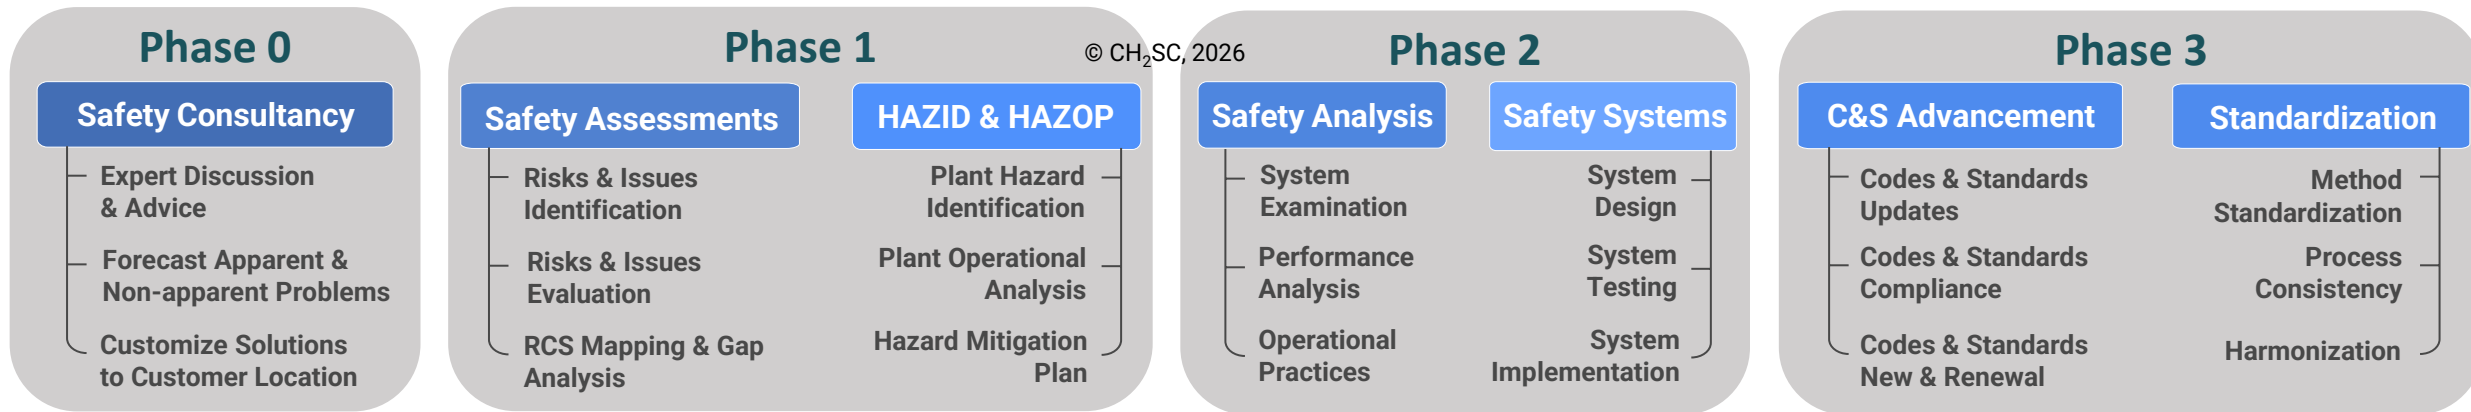 Phase 0
Safety Consultancy
Expert Discussion
& Advice
Forecast Apparent &
Non-apparent Problems
Customize Solutions
to Customer Location
Phase 1
Safety Assessments
Risks & Issues
Identification
Risks & Issues
Evaluation
RCS Mapping & Gap
Analysis
HAZID & HAZOP
Plant Hazard
Identification
Plant Operational
Analysis
Hazard Mitigation
Plan
© CH₂SC, 2026
Phase 2
Safety Analysis
System
Examination
Performance
Analysis
Operational
Practices
Safety Systems
System
Design
System
Testing
System
Implementation
Phase 3
C&S Advancement
Codes & Standards
Updates
Codes & Standards
Compliance
Codes & Standards
New & Renewal
Standardization
Method
Standardization
Process
Consistency
Harmonization